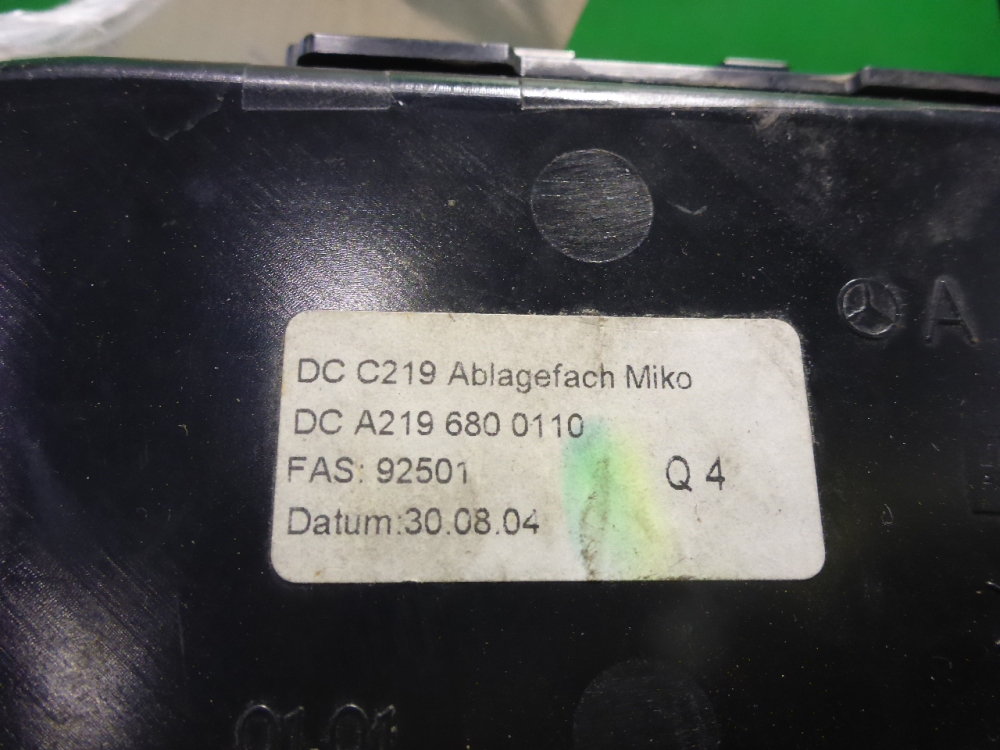 A
DC C219 Ablagefach Miko
DC A219 680 0110
FAS: 92501
Q 4
Datum:30.08.04